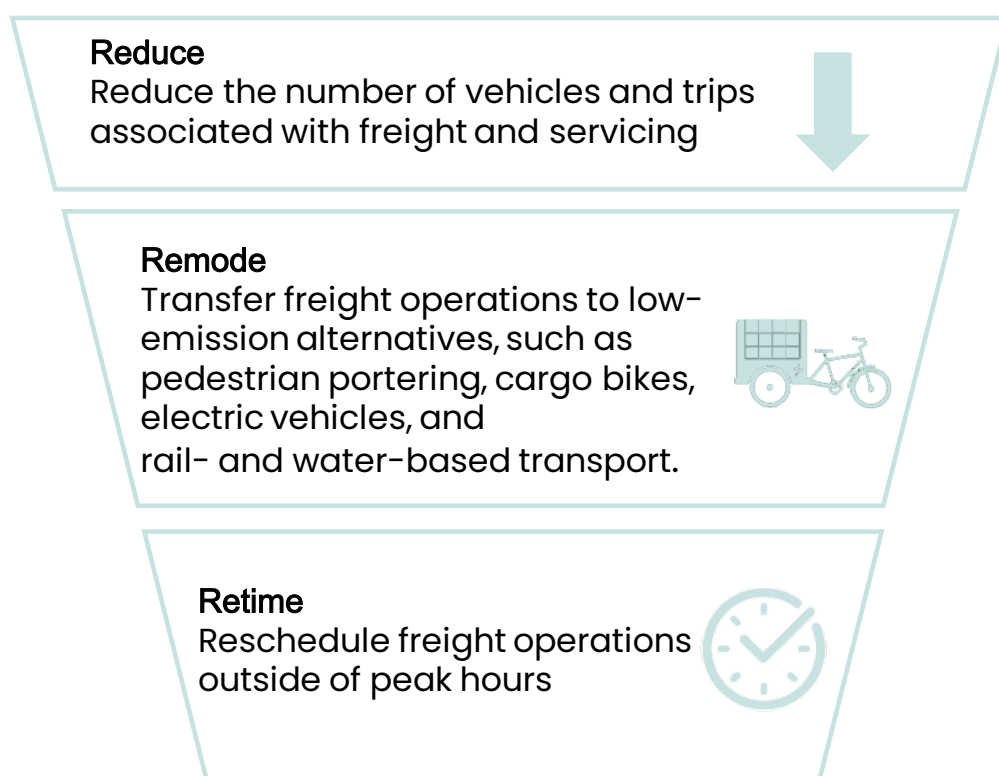 Reduce
Reduce the number of vehicles and trips
associated with freight and servicing
Remode
Transfer freight operations to low-
emission alternatives, such as
pedestrian portering, cargo bikes,
electric vehicles, and
rail- and water-based transport.
Retime
Reschedule freight operations
outside of peak hours